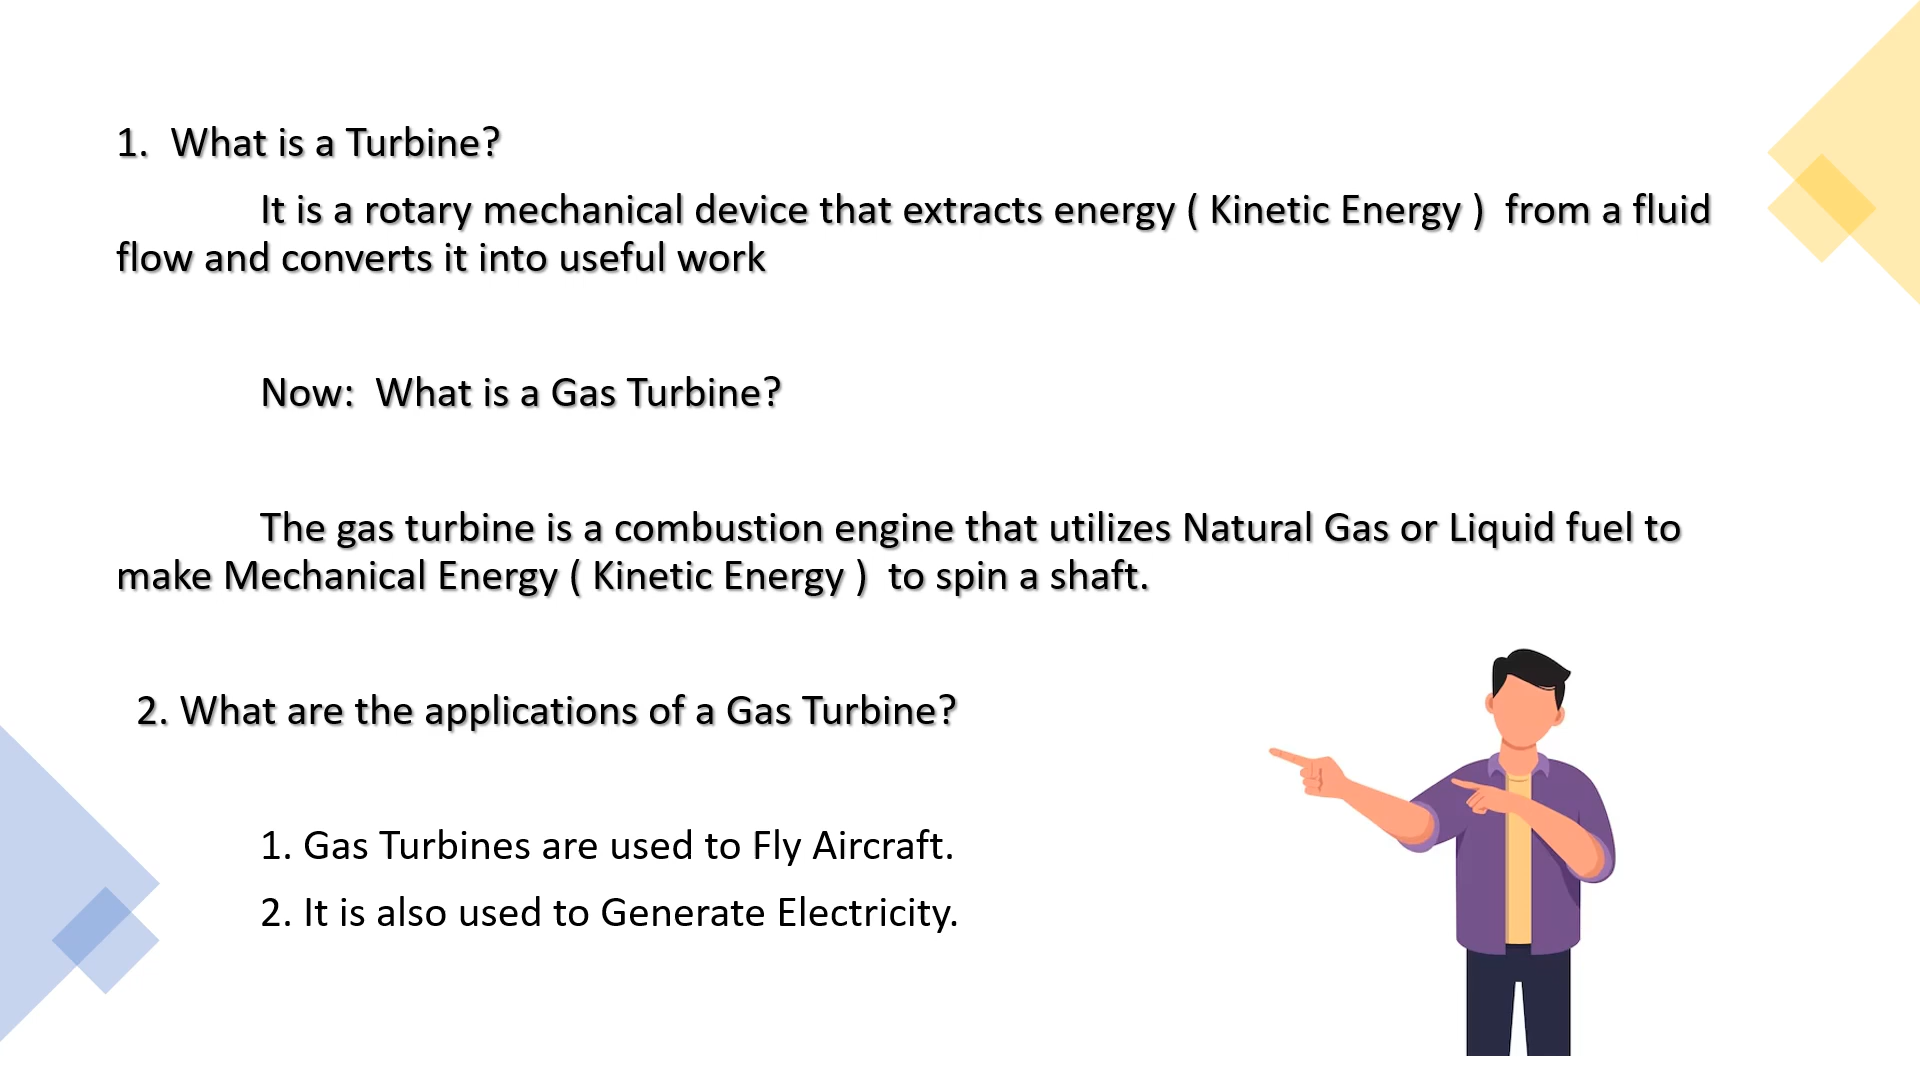 1. What is a Turbine?
It is a rotary mechanical device that extracts energy ( Kinetic Energy ) from a fluid
flow and converts it into useful work
Now: What is a Gas Turbine?
The gas turbine is a combustion engine that utilizes Natural Gas or Liquid fuel to
make Mechanical Energy ( Kinetic Energy ) to spin a shaft.
2. What are the applications of a Gas Turbine?
1. Gas Turbines are used to Fly Aircraft.
2. It is also used to Generate Electricity.